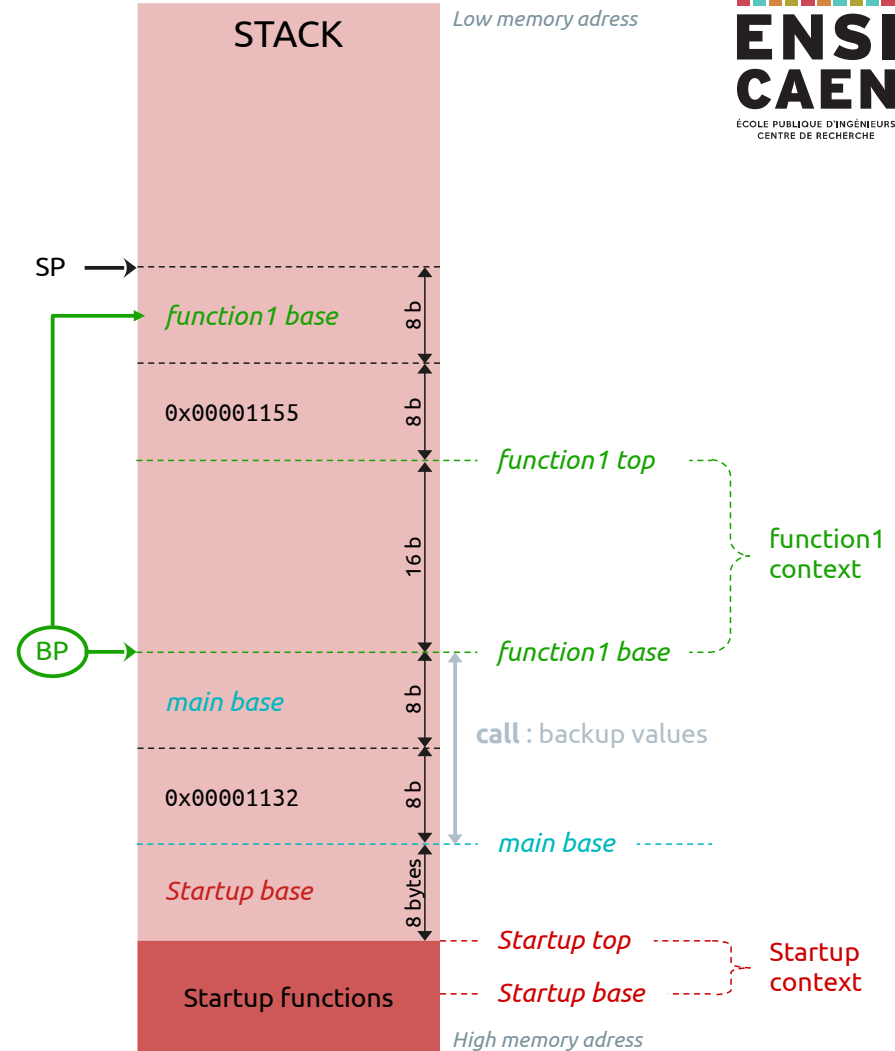 STACK
Low memory adress
ENSI
CAEN
ÉCOLE PUBLIQUE D'INGÉNIEURS
CENTRE DE RECHERCHE
SP
function1 base
8 b
0x00001155
8 b
function1 top
16 b
function1
context
BP
function1 base
main base
8 b
call : backup values
0x00001132
8 b
main base
Startup base
8 bytes
Startup top
Startup
context
Startup functions
Startup base
High memory adress